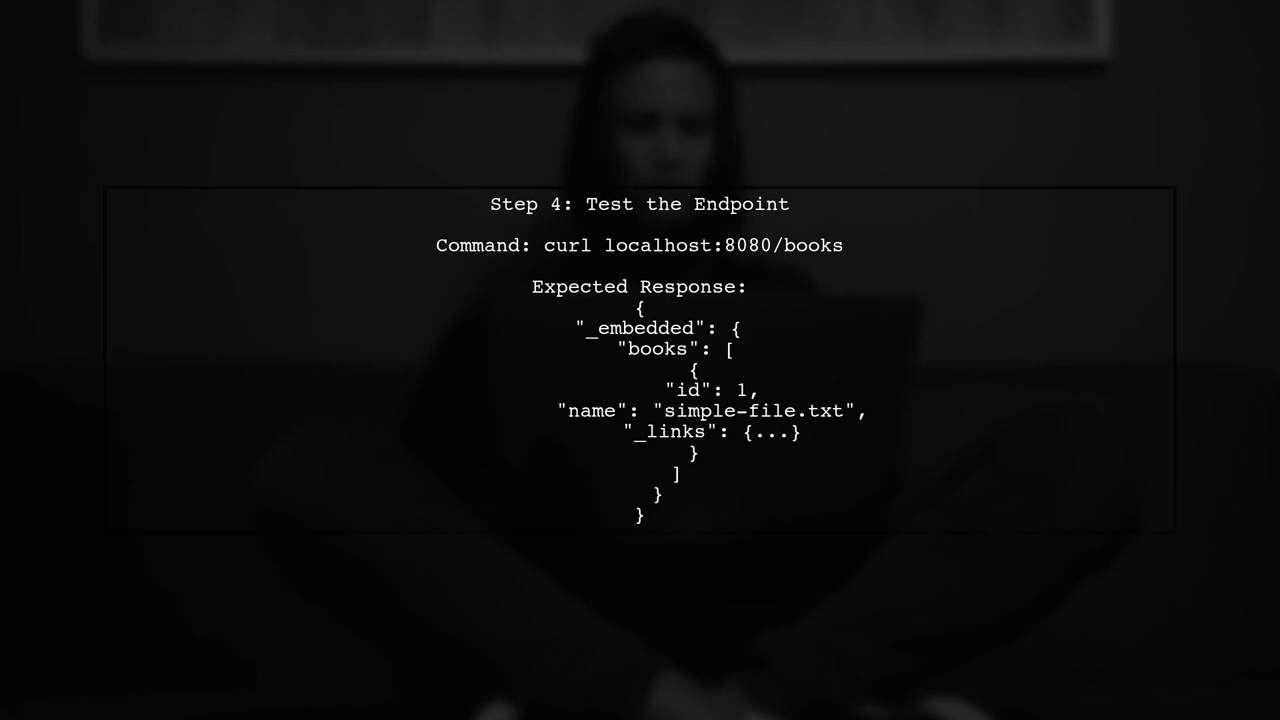 Step 4: Test the Endpoint
Command: curl localhost:8080/books
Expected Response:
{
"_embedded": {
"books": [
{
"id": 1,
"name": "simple-file.txt",
"_links": {...}
}
]
}
}